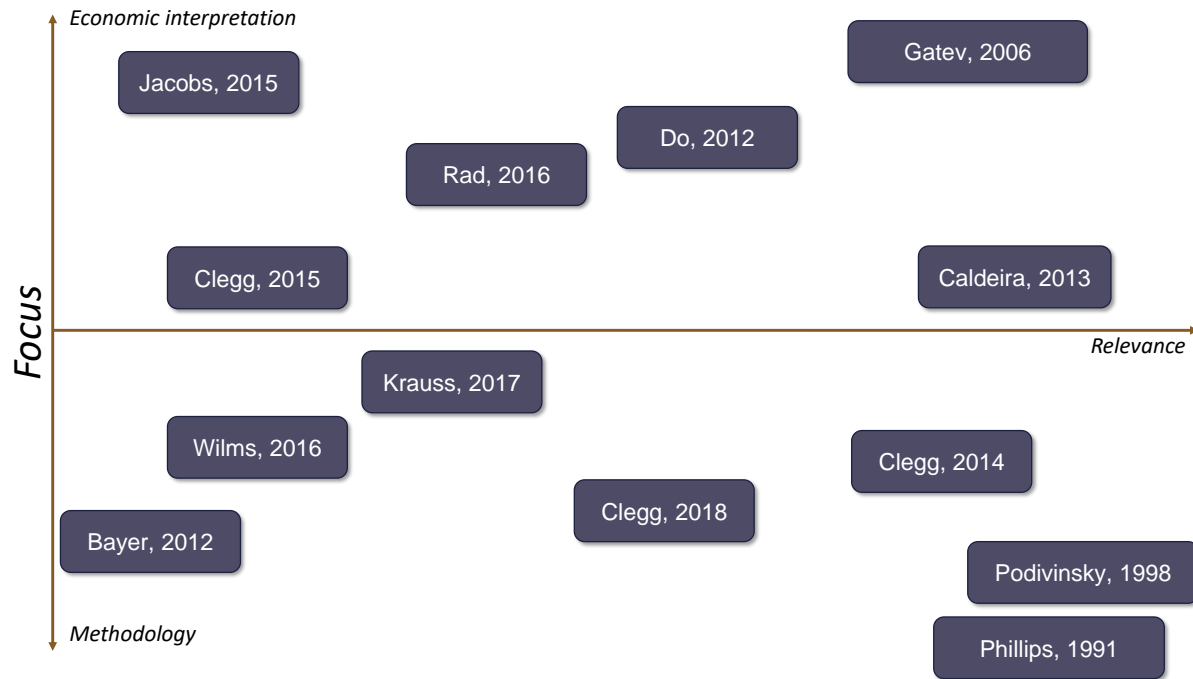 Economic interpretation
Gatev, 2006
Jacobs, 2015
Do, 2012
Rad, 2016
Clegg, 2015
Caldeira, 2013
Focus
Relevance
Krauss, 2017
Wilms, 2016
Clegg, 2014
Clegg, 2018
Bayer, 2012
Podivinsky, 1998
Methodology
Phillips, 1991